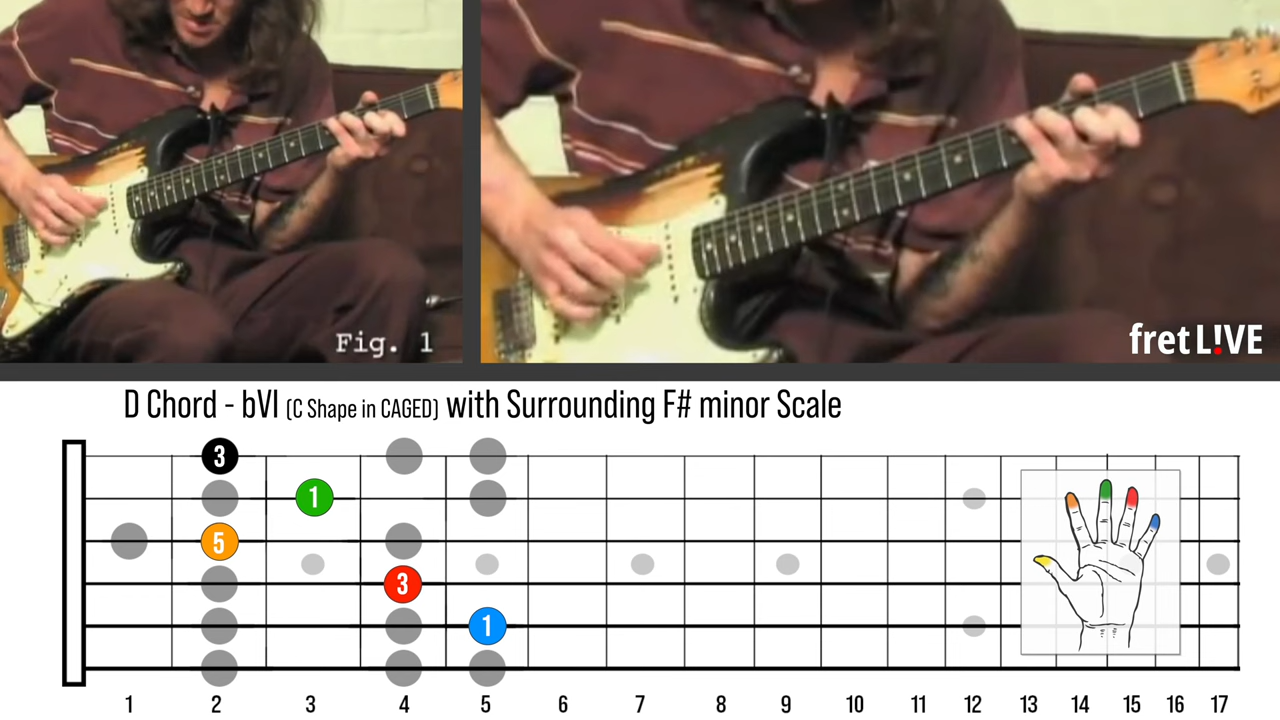 Fig. 1
fret L!VE
D Chord - bVI (C Shape in CAGED) with Surrounding F# minor Scale
3
1
5
3
1
1 2 3 4 5 6 7 8 9 10 11 12 13 14 15 16 17